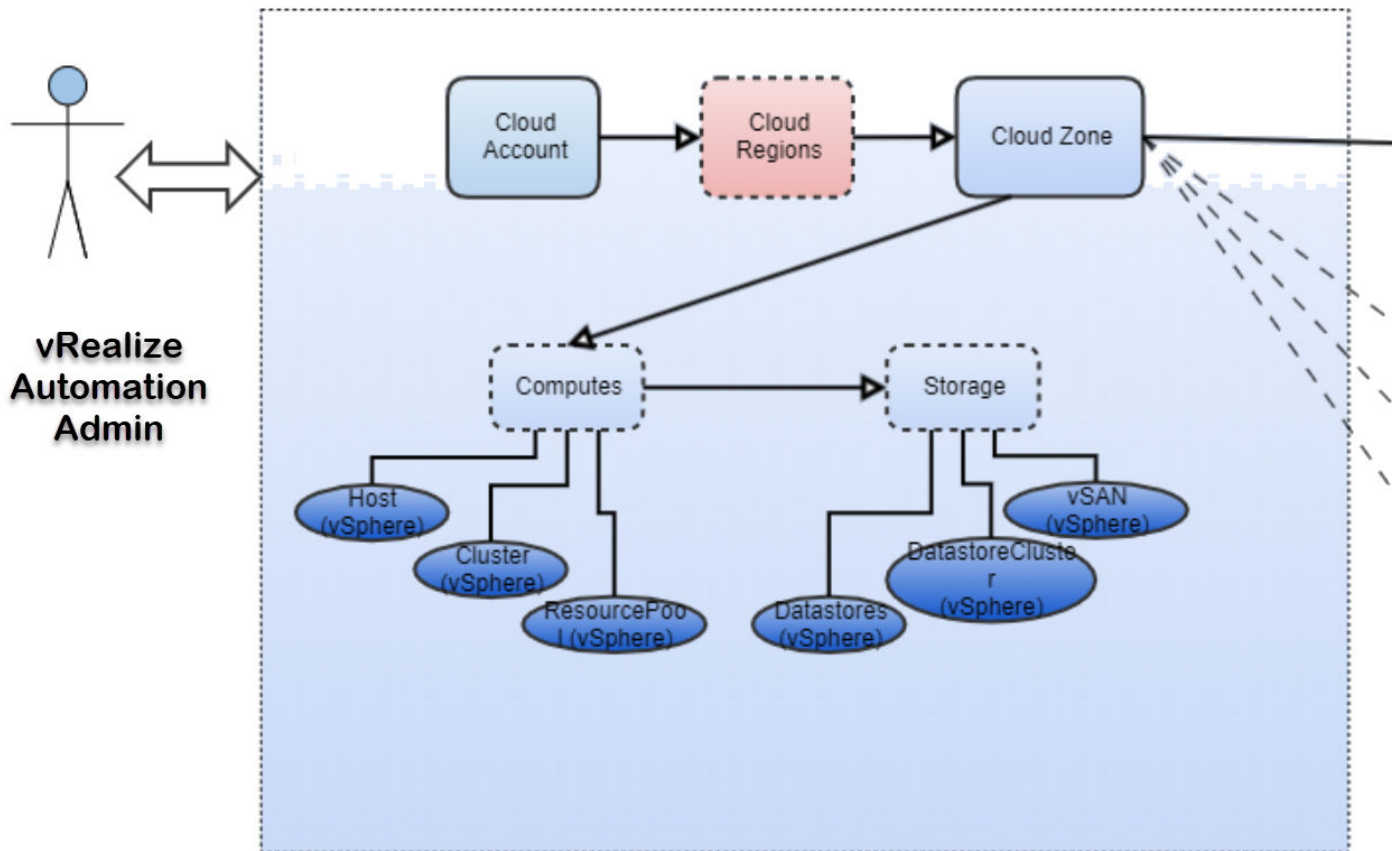 Cloud
Account
Cloud
Regions
Cloud Zone
vRealize
Automation
Admin
Computes
Storage
Host
(vSphere)
Cluster
(vSphere)
ResourcePoo
l (vSphere)
Datastores
(vSphere)
DatastoreCluste
r
(vSphere)
vSAN
(vSphere)